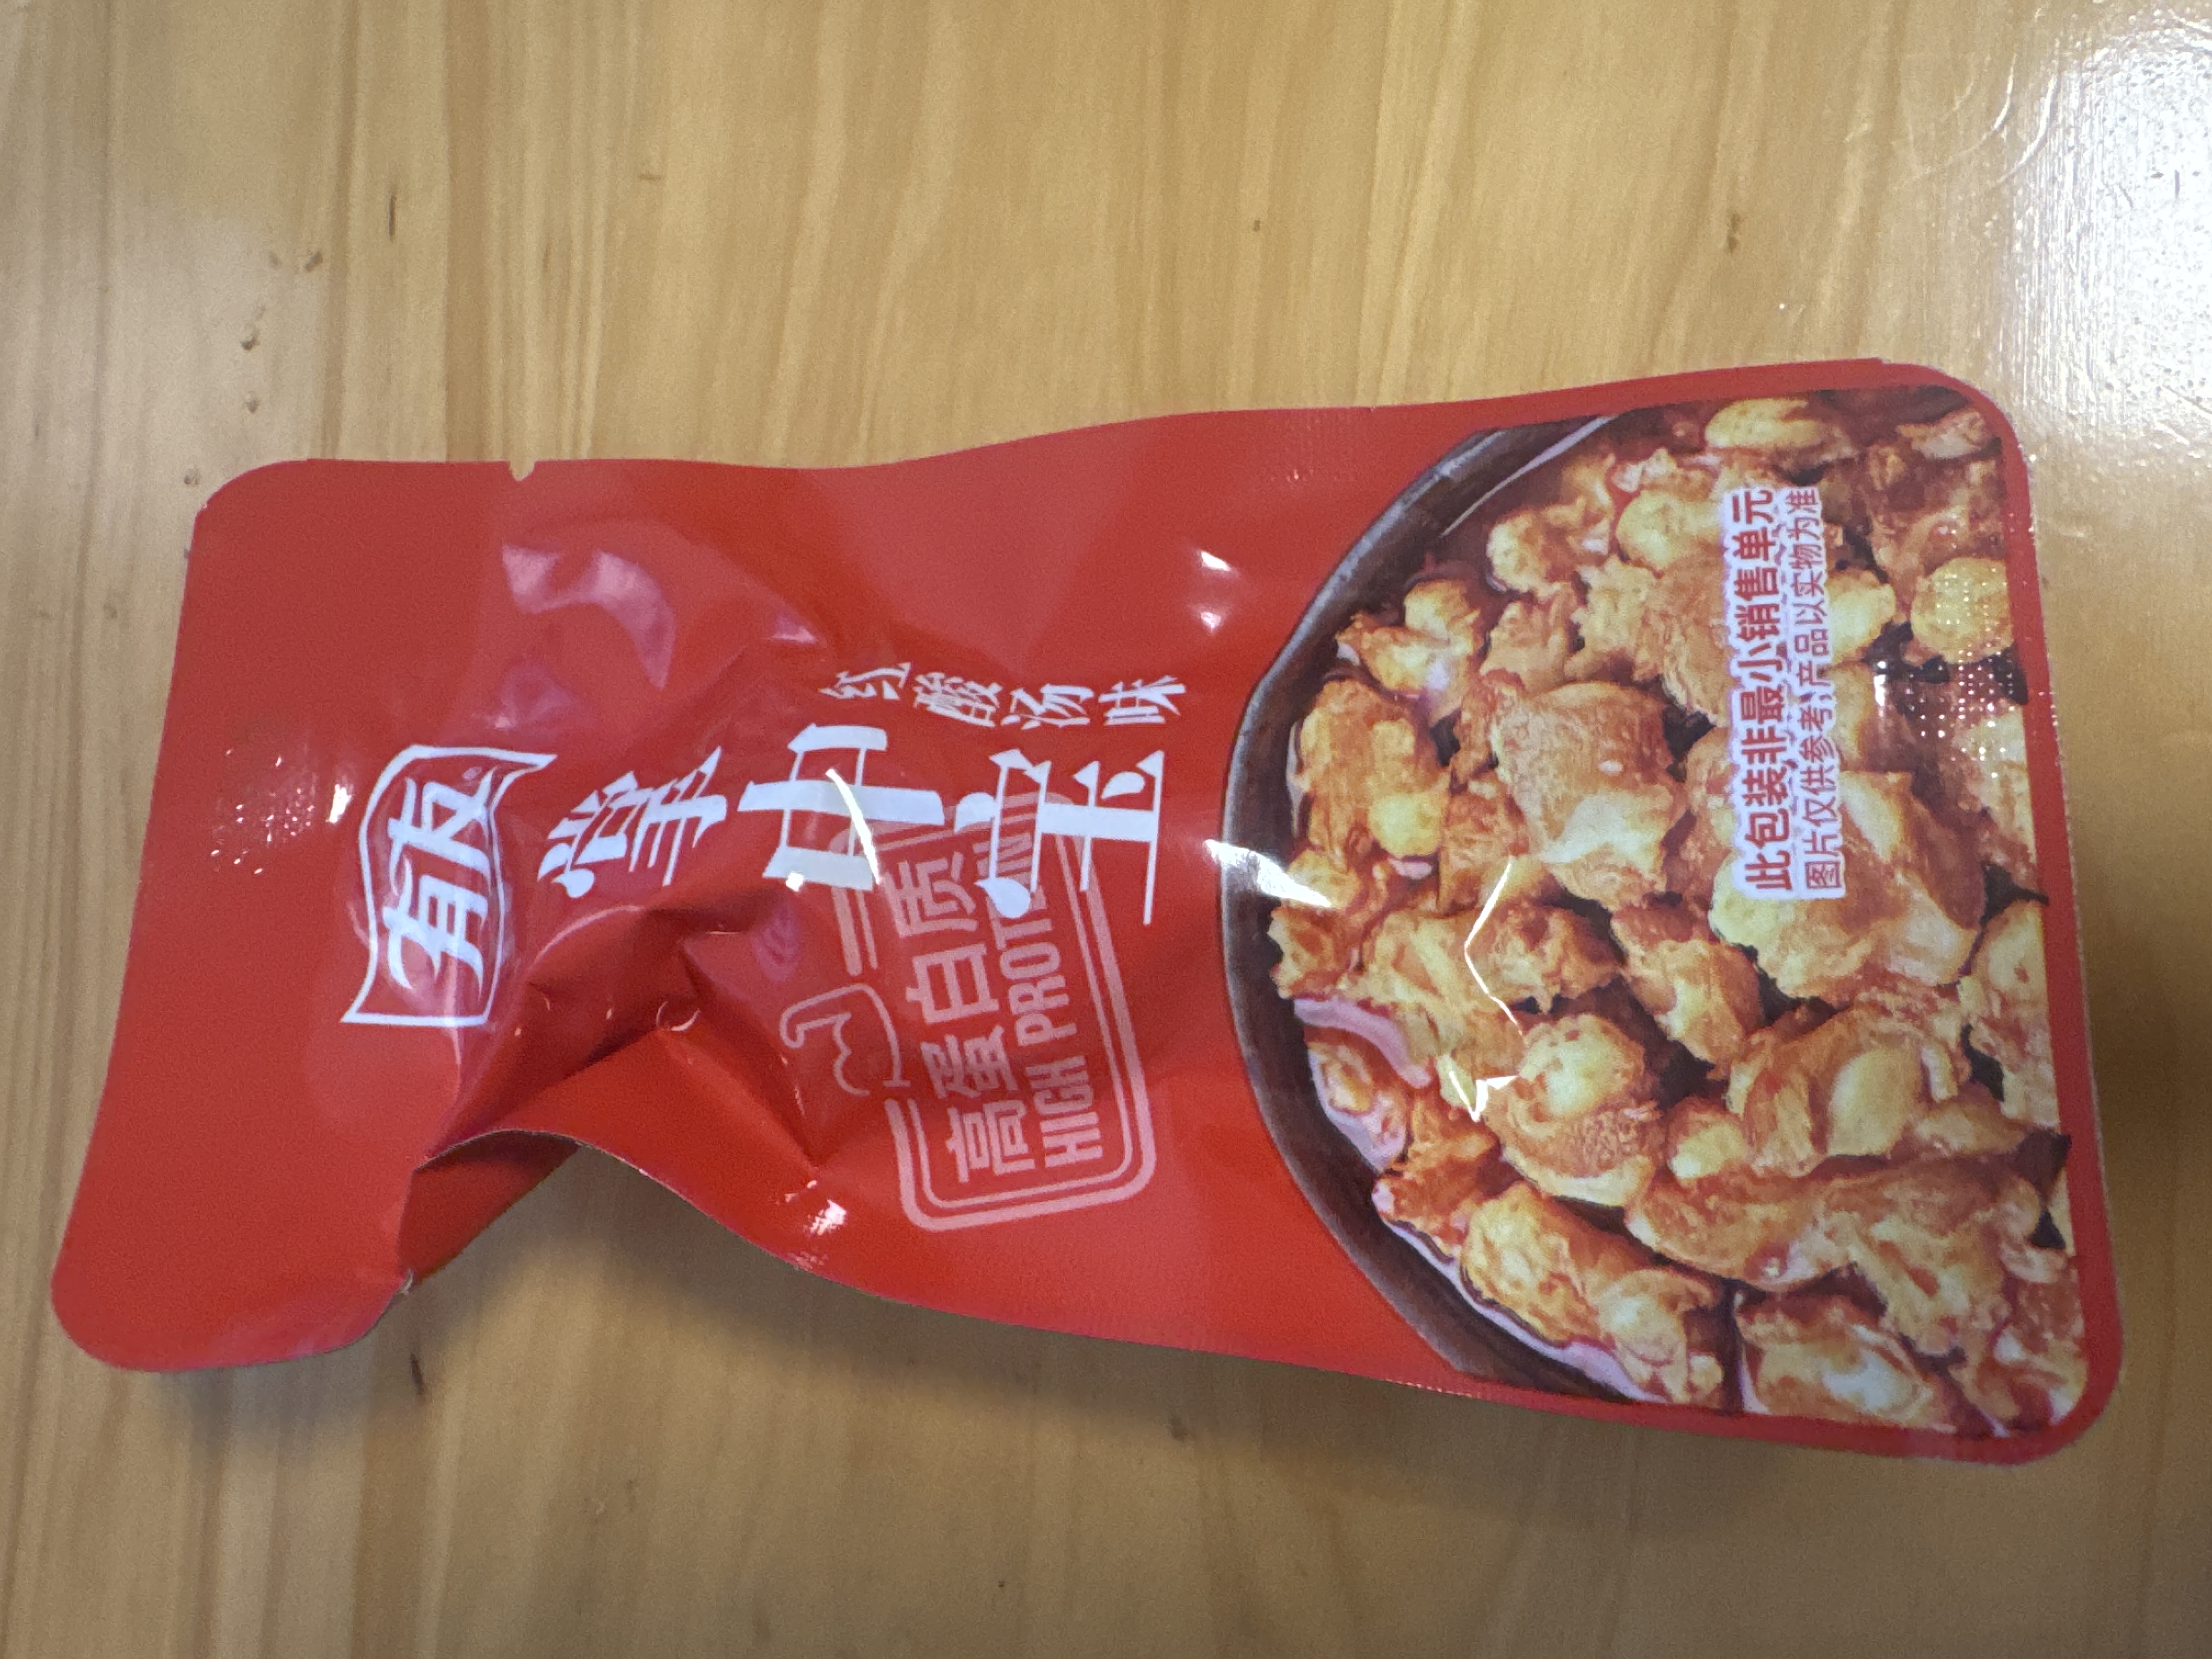 有友
掌中宝
红酸汤味
高蛋白质
HIGH PROTEIN
此包装非最小销售单元
图片仅供参考,产品以实物为准